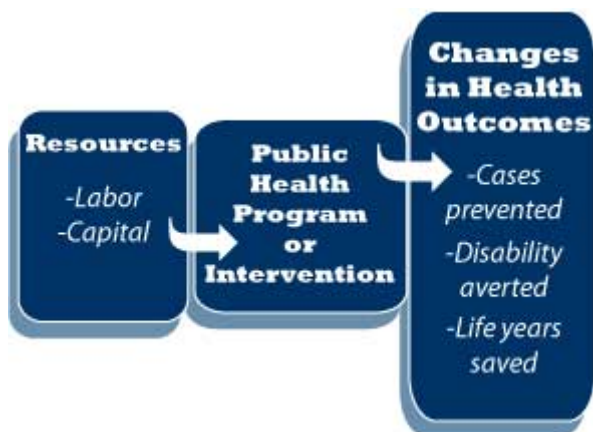 Resources
-Labor
-Capital
Public
Health
Program
or
Intervention
Changes
in Health
Outcomes
-Cases
prevented
-Disability
averted
-Life years
saved